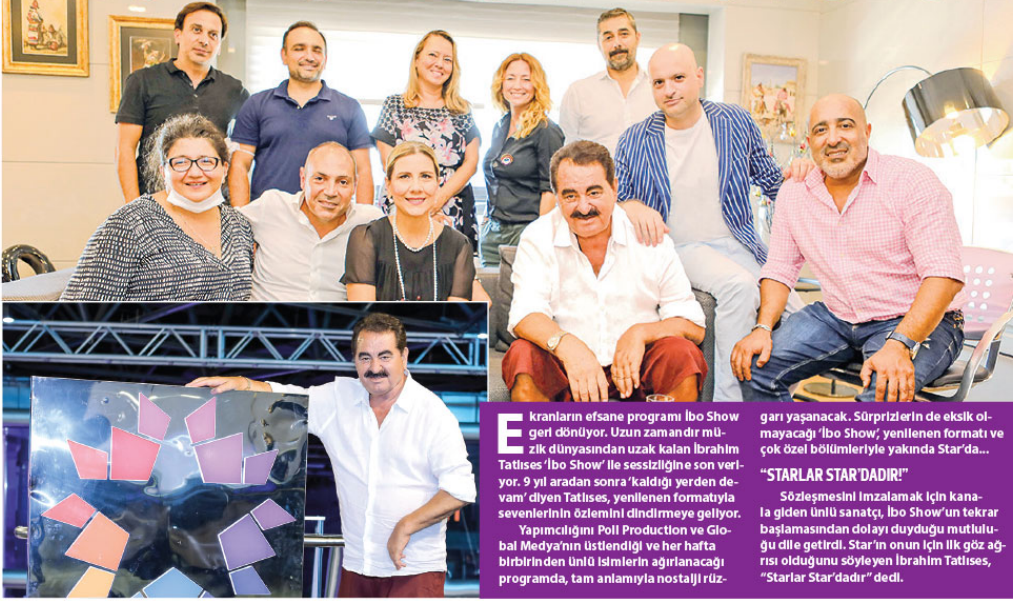 Ekranların efsane programı İbo Show
geri dönüyor. Uzun zamandır mü-
zik dünyasından uzak kalan İbrahim
Tatlıses ‘İbo Show’ ile sessizliğine son veri-
yor. 9 yıl aradan sonra ‘kaldığı yerden de-
vam’ diyen Tatlıses, yenilenen formatıyla
sevenlerinin özlemini dindirmeye geliyor.
Yapımcılığını Poll Production ve Glo-
bal Medya’nın üstlendiği ve her hafta
birbirinden ünlü isimlerin ağırlanacağı
programda, tam anlamıyla nostalji rüz-
garı yaşanacak. Sürprizlerin de eksik ol-
mayacağı ‘İbo Show’, yenilenen formatı ve
çok özel bölümleriyle yakında Star’da...
“STARLAR STAR’DADIR!”
Sözleşmesini imzalamak için kana-
la giden ünlü sanatçı, İbo Show’un tekrar
başlamasından dolayı duyduğu mutlulu-
ğu dile getirdi. Star’ın onun için ilk göz ağ-
rısı olduğunu söyleyen İbrahim Tatlıses,
“Starlar Star’dadır” dedi.